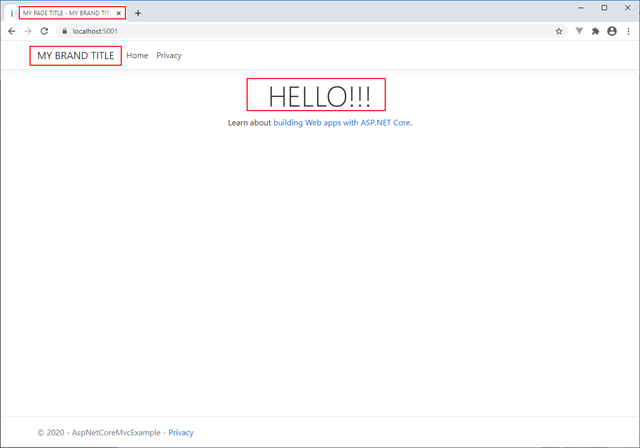 MY PAGE TITLE - MY BRAND TIT
localhost:5001
MY BRAND TITLE Home Privacy
HELLO!!!
Learn about building Web apps with ASP.NET Core.
© 2020 - AspNetCoreMvcExample - Privacy